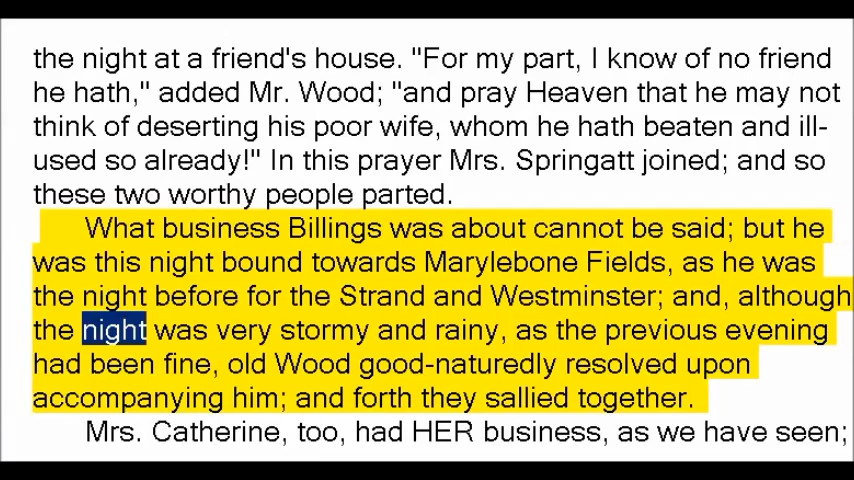 the night at a friend's house. "For my part, I know of no friend
he hath," added Mr. Wood; "and pray Heaven that he may not
think of deserting his poor wife, whom he hath beaten and ill-
used so already!" In this prayer Mrs. Springatt joined; and so
these two worthy people parted.
What business Billings was about cannot be said; but he
was this night bound towards Marylebone Fields, as he was
the night before for the Strand and Westminster; and, although
the night was very stormy and rainy, as the previous evening
had been fine, old Wood good-naturedly resolved upon
accompanying him; and forth they sallied together.
Mrs. Catherine, too, had HER business, as we have seen;